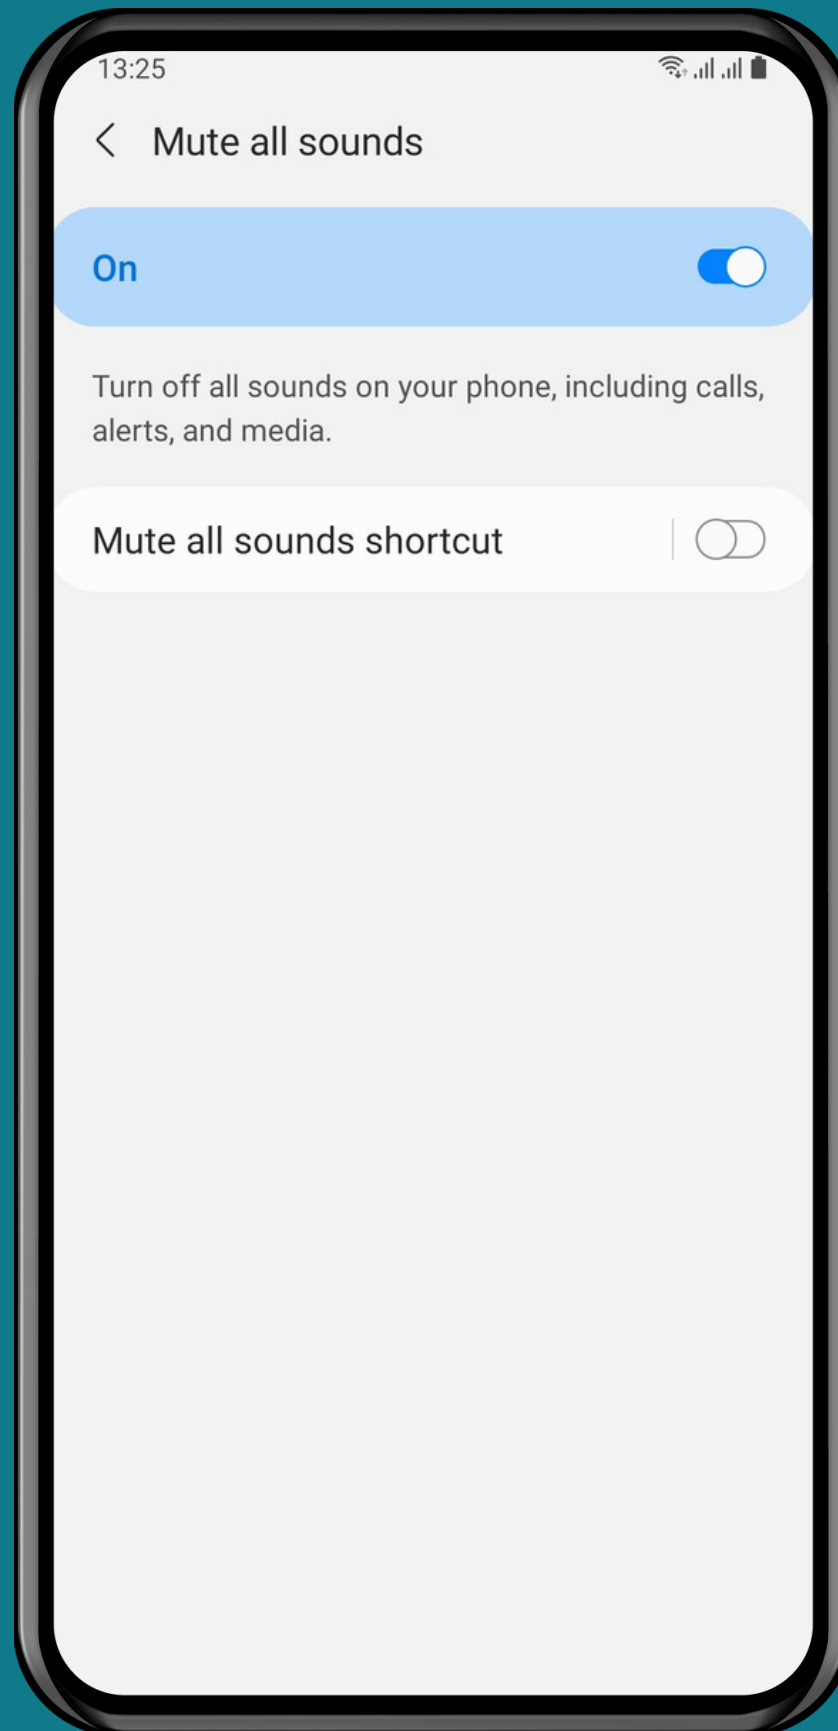 13:25
Mute all sounds
On
Turn off all sounds on your phone, including calls,
alerts, and media.
Mute all sounds shortcut